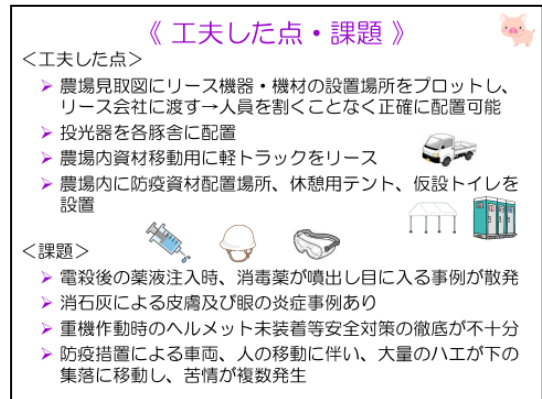 《 工夫した点・課題 》
＜工夫した点＞
➢ 農場見取図にリース機器・機材の設置場所をプロットし、
リース会社に渡す→人員を割くことなく正確に配置可能
➢ 投光器を各豚舎に配置
➢ 農場内資材移動用に軽トラックをリース
➢ 農場内に防疫資材配置場所、休憩用テント、仮設トイレを
設置
＜課題＞
➢ 電殺後の薬液注入時、消毒薬が噴出し目に入る事例が散発
➢ 消石灰による皮膚及び眼の炎症事例あり
➢ 重機作動時のヘルメット未装着等安全対策の徹底が不十分
➢ 防疫措置による車両、人の移動に伴い、大量のハエが下の
集落に移動し、苦情が複数発生